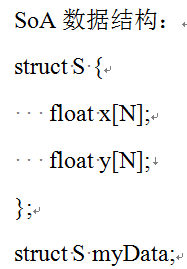 SoA 数据结构：
struct S {
float x[N];
float y[N];
};
struct S myData;